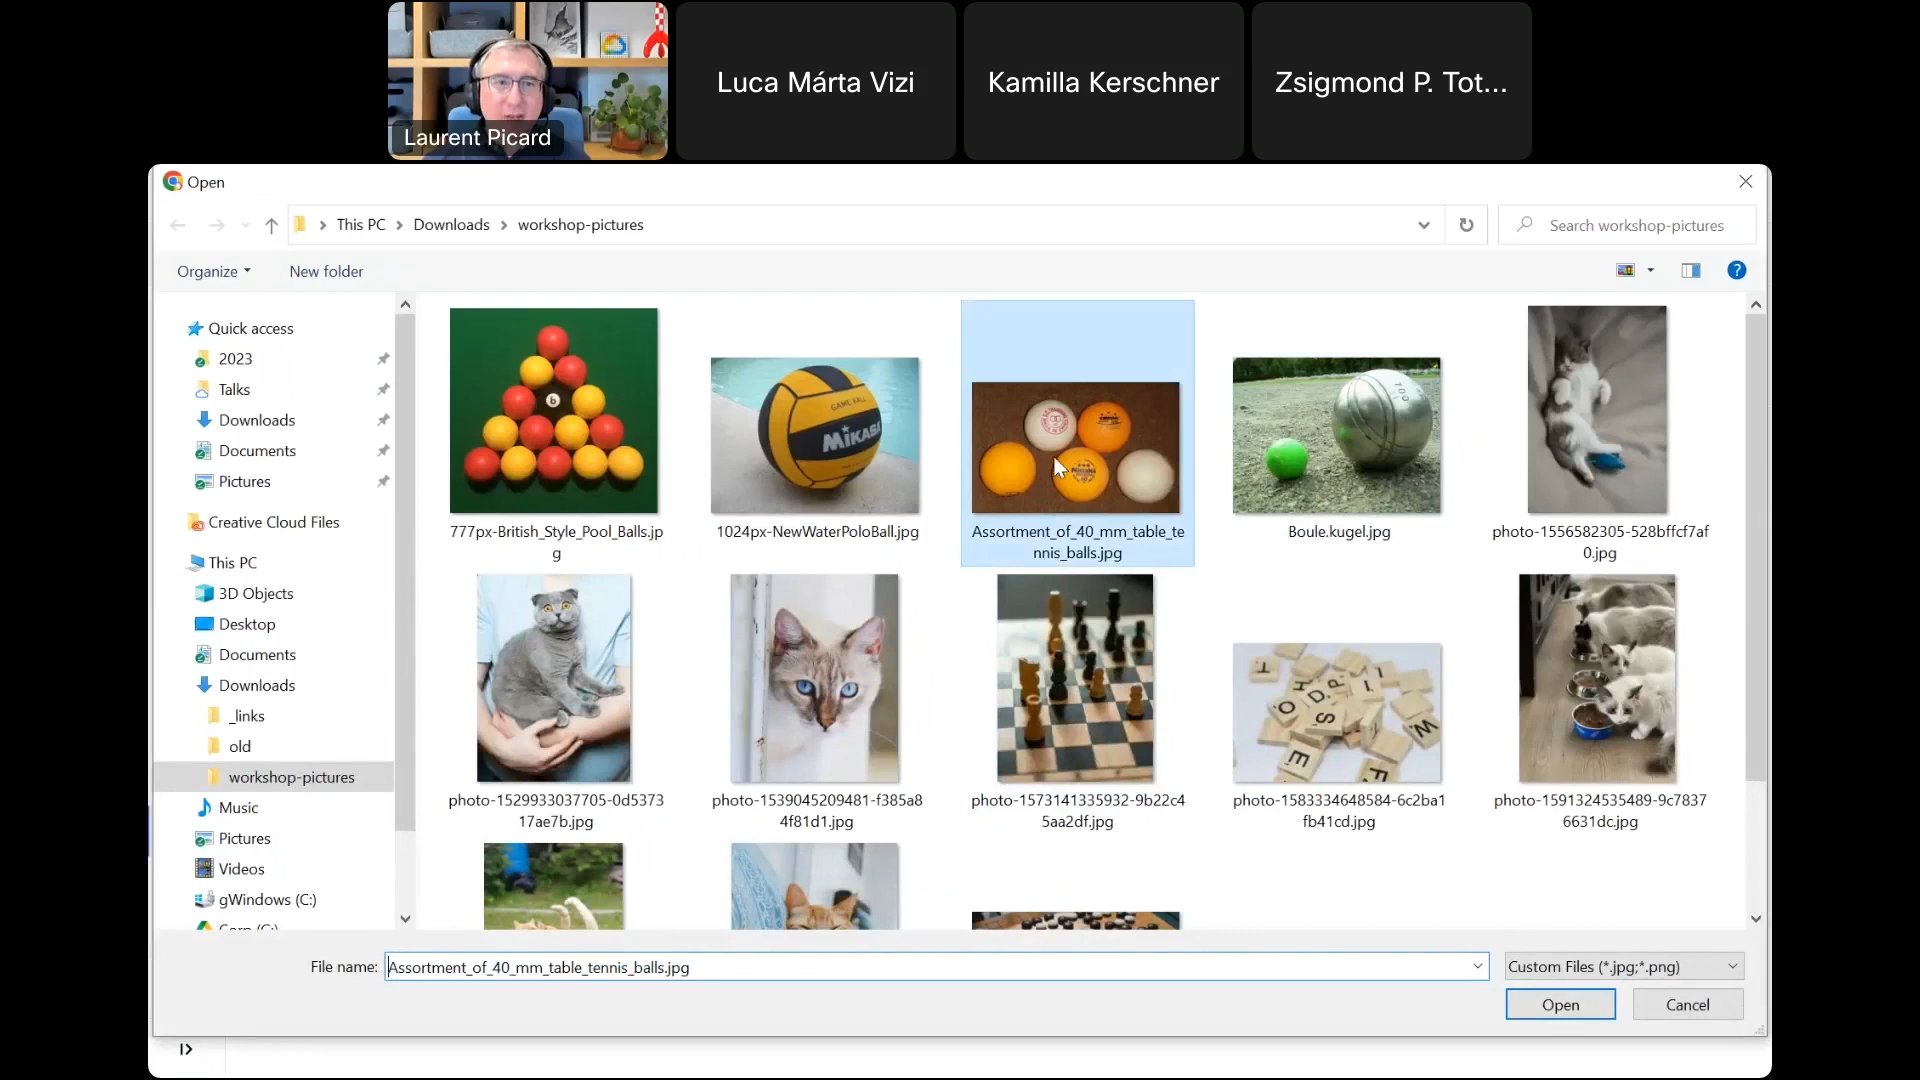 Laurent Picard
Luca Márta Vizi
Kamilla Kerschner
Zsigmond P. Tot...
Open
This PC
Downloads
workshop-pictures
Search workshop-pictures
Organize
New folder
Quick access
2023
Talks
Downloads
Documents
Pictures
Creative Cloud Files
This PC
3D Objects
Desktop
Documents
Downloads
_links
old
workshop-pictures
Music
Pictures
Videos
gWindows (C:)
GAME BALL
MIKASA
6
777px-British_Style_Pool_Balls.jp
g
1024px-NewWaterPoloBall.jpg
Assortment_of_40_mm_table_te
nnis_balls.jpg
Boule.kugel.jpg
photo-1556582305-528bffcf7af
0.jpg
photo-1529933037705-0d5373
17ae7b.jpg
photo-1539045209481-f385a8
4f81d1.jpg
photo-1573141335932-9b22c4
5aa2df.jpg
photo-1583334648584-6c2ba1
fb41cd.jpg
photo-1591324535489-9c7837
6631dc.jpg
File name:
Assortment_of_40_mm_table_tennis_balls.jpg
Custom Files (*.jpg;*.png)
Open
Cancel